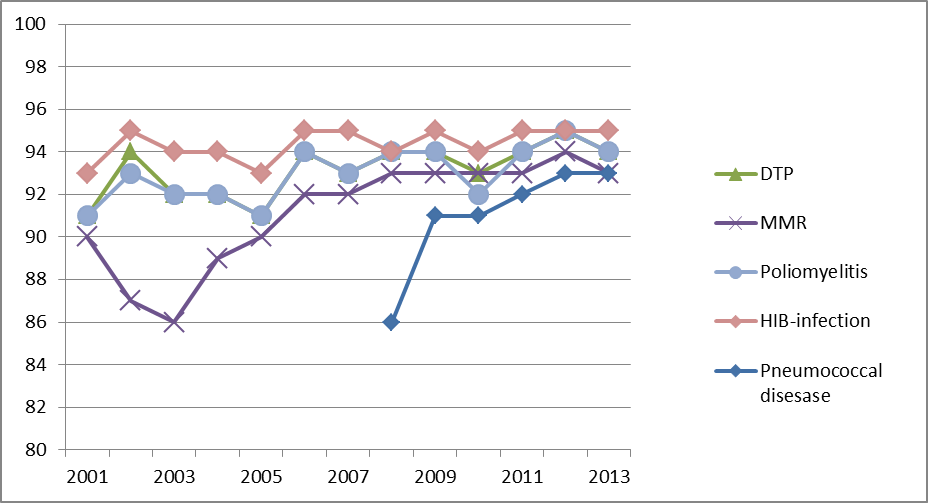 100
98
96
94
92
90
88
86
84
82
80
2001 2003 2005 2007 2009 2011 2013
DTP
MMR
Poliomyelitis
HIB-infection
Pneumococcal
disesase